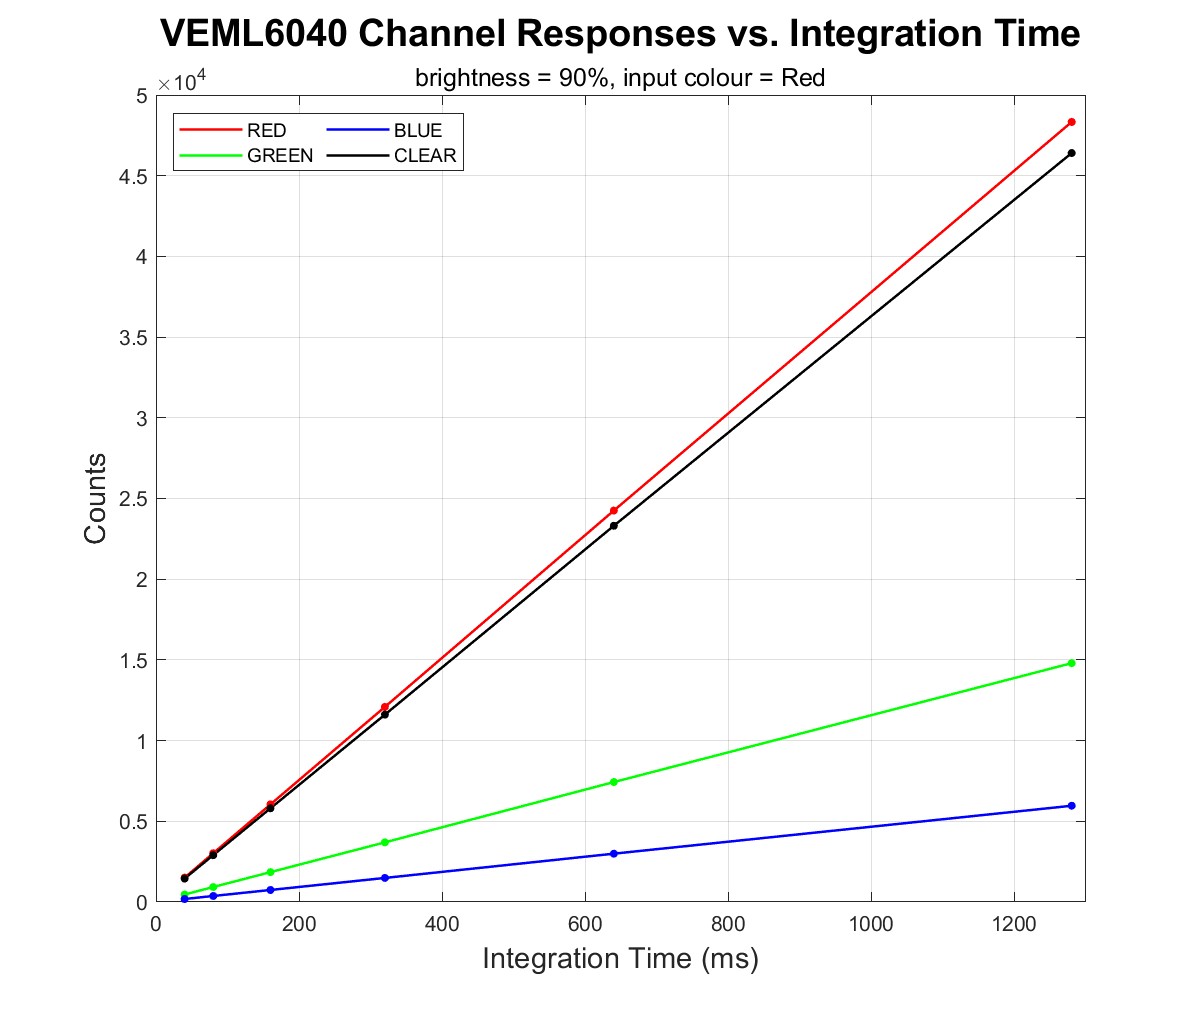 VEML6040 Channel Responses vs. Integration Time
brightness = 90%, input colour = Red
×10⁴
5
4.5
4
3.5
3
2.5
2
1.5
1
0.5
0
RED
BLUE
GREEN
CLEAR
Counts
0 200 400 600 800 1000 1200
Integration Time (ms)